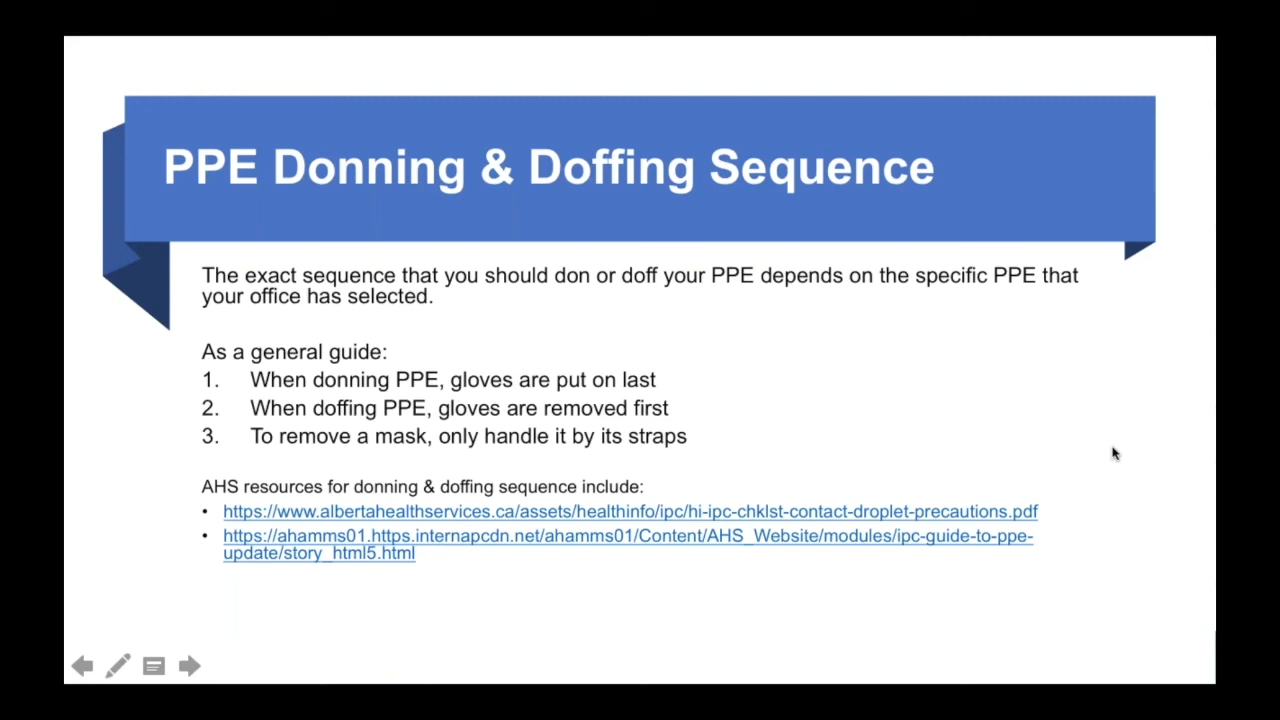 PPE Donning & Doffing Sequence
The exact sequence that you should don or doff your PPE depends on the specific PPE that
your office has selected.
As a general guide:
1. When donning PPE, gloves are put on last
2. When doffing PPE, gloves are removed first
3. To remove a mask, only handle it by its straps
AHS resources for donning & doffing sequence include:
• https://www.albertahealthservices.ca/assets/healthinfo/ipc/hi-ipc-chklst-contact-droplet-precautions.pdf
• https://ahamms01.https.internapcdn.net/ahamms01/Content/AHS_Website/modules/ipc-guide-to-ppe-
update/story_html5.html